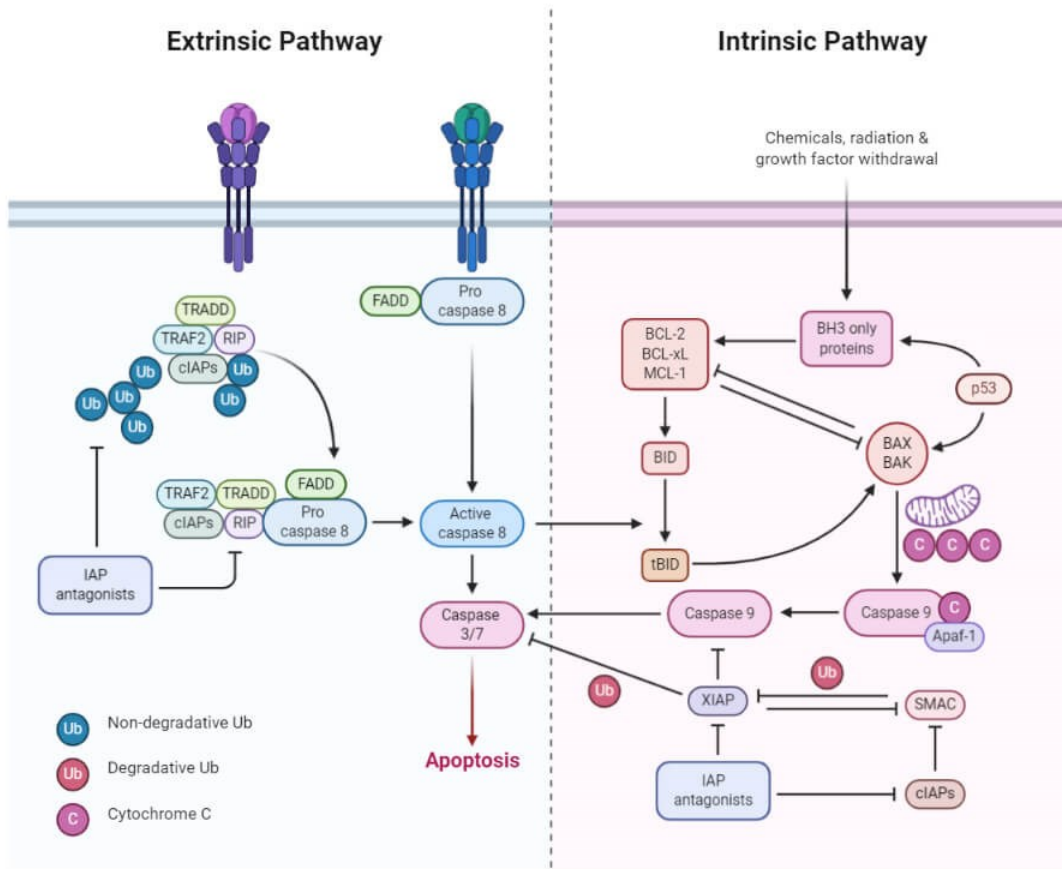 Extrinsic Pathway
Intrinsic Pathway
Chemicals, radiation &
growth factor withdrawal
FADD
Pro
caspase 8
TRADD
TRAF2
RIP
cIAPs
Ub
Ub
Ub
Ub
Ub
Ub
BCL-2
BCL-xL
MCL-1
BH3 only
proteins
p53
BAX
BAK
BID
TRAF2
TRADD
FADD
cIAPs
RIP
Pro
caspase 8
Active
caspase 8
tBID
C
C
C
IAP
antagonists
Caspase
3/7
Caspase 9
Caspase 9
C
Apaf-1
Ub
Ub
XIAP
SMAC
Apoptosis
IAP
antagonists
cIAPs
Ub
Non-degradative Ub
Ub
Degradative Ub
C
Cytochrome C